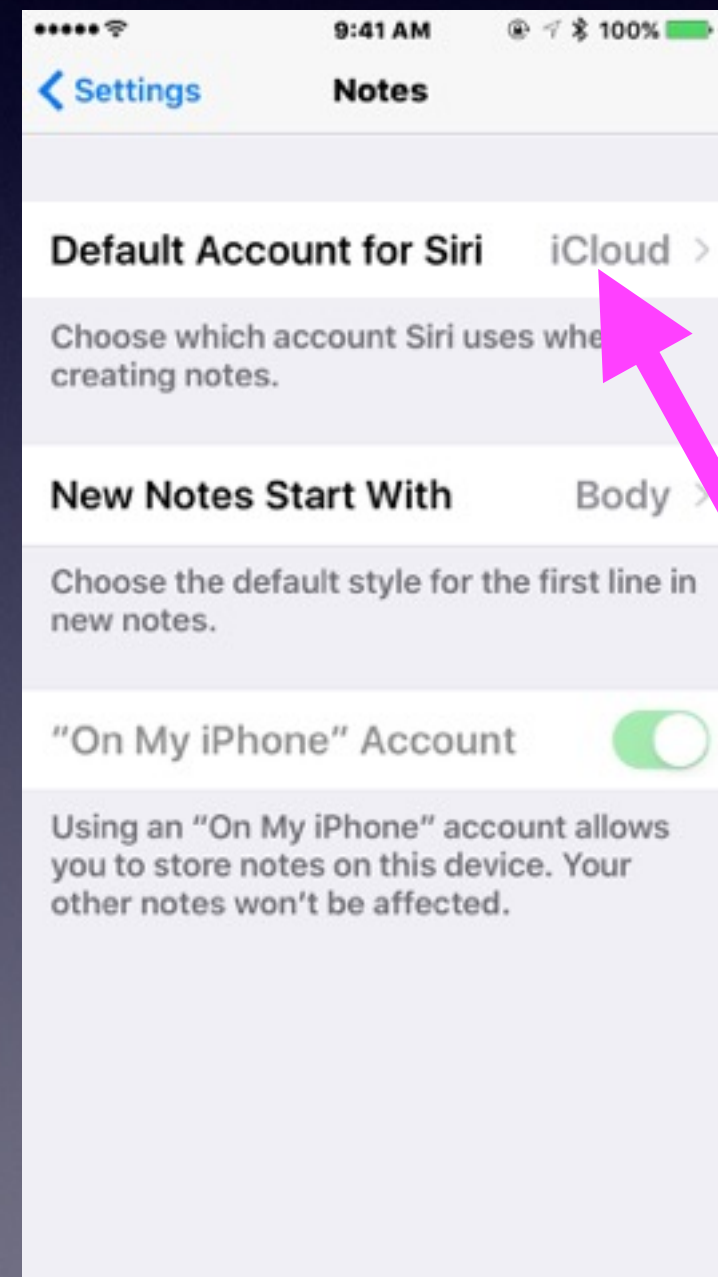 9:41 AM 100%
Settings Notes
Default Account for Siri iCloud
Choose which account Siri uses
creating notes.
New Notes Start With Body
Choose the default style for the first line in
new notes.
“On My iPhone” Account
Using an “On My iPhone” account allows
you to store notes on this device. Your
other notes won’t be affected.